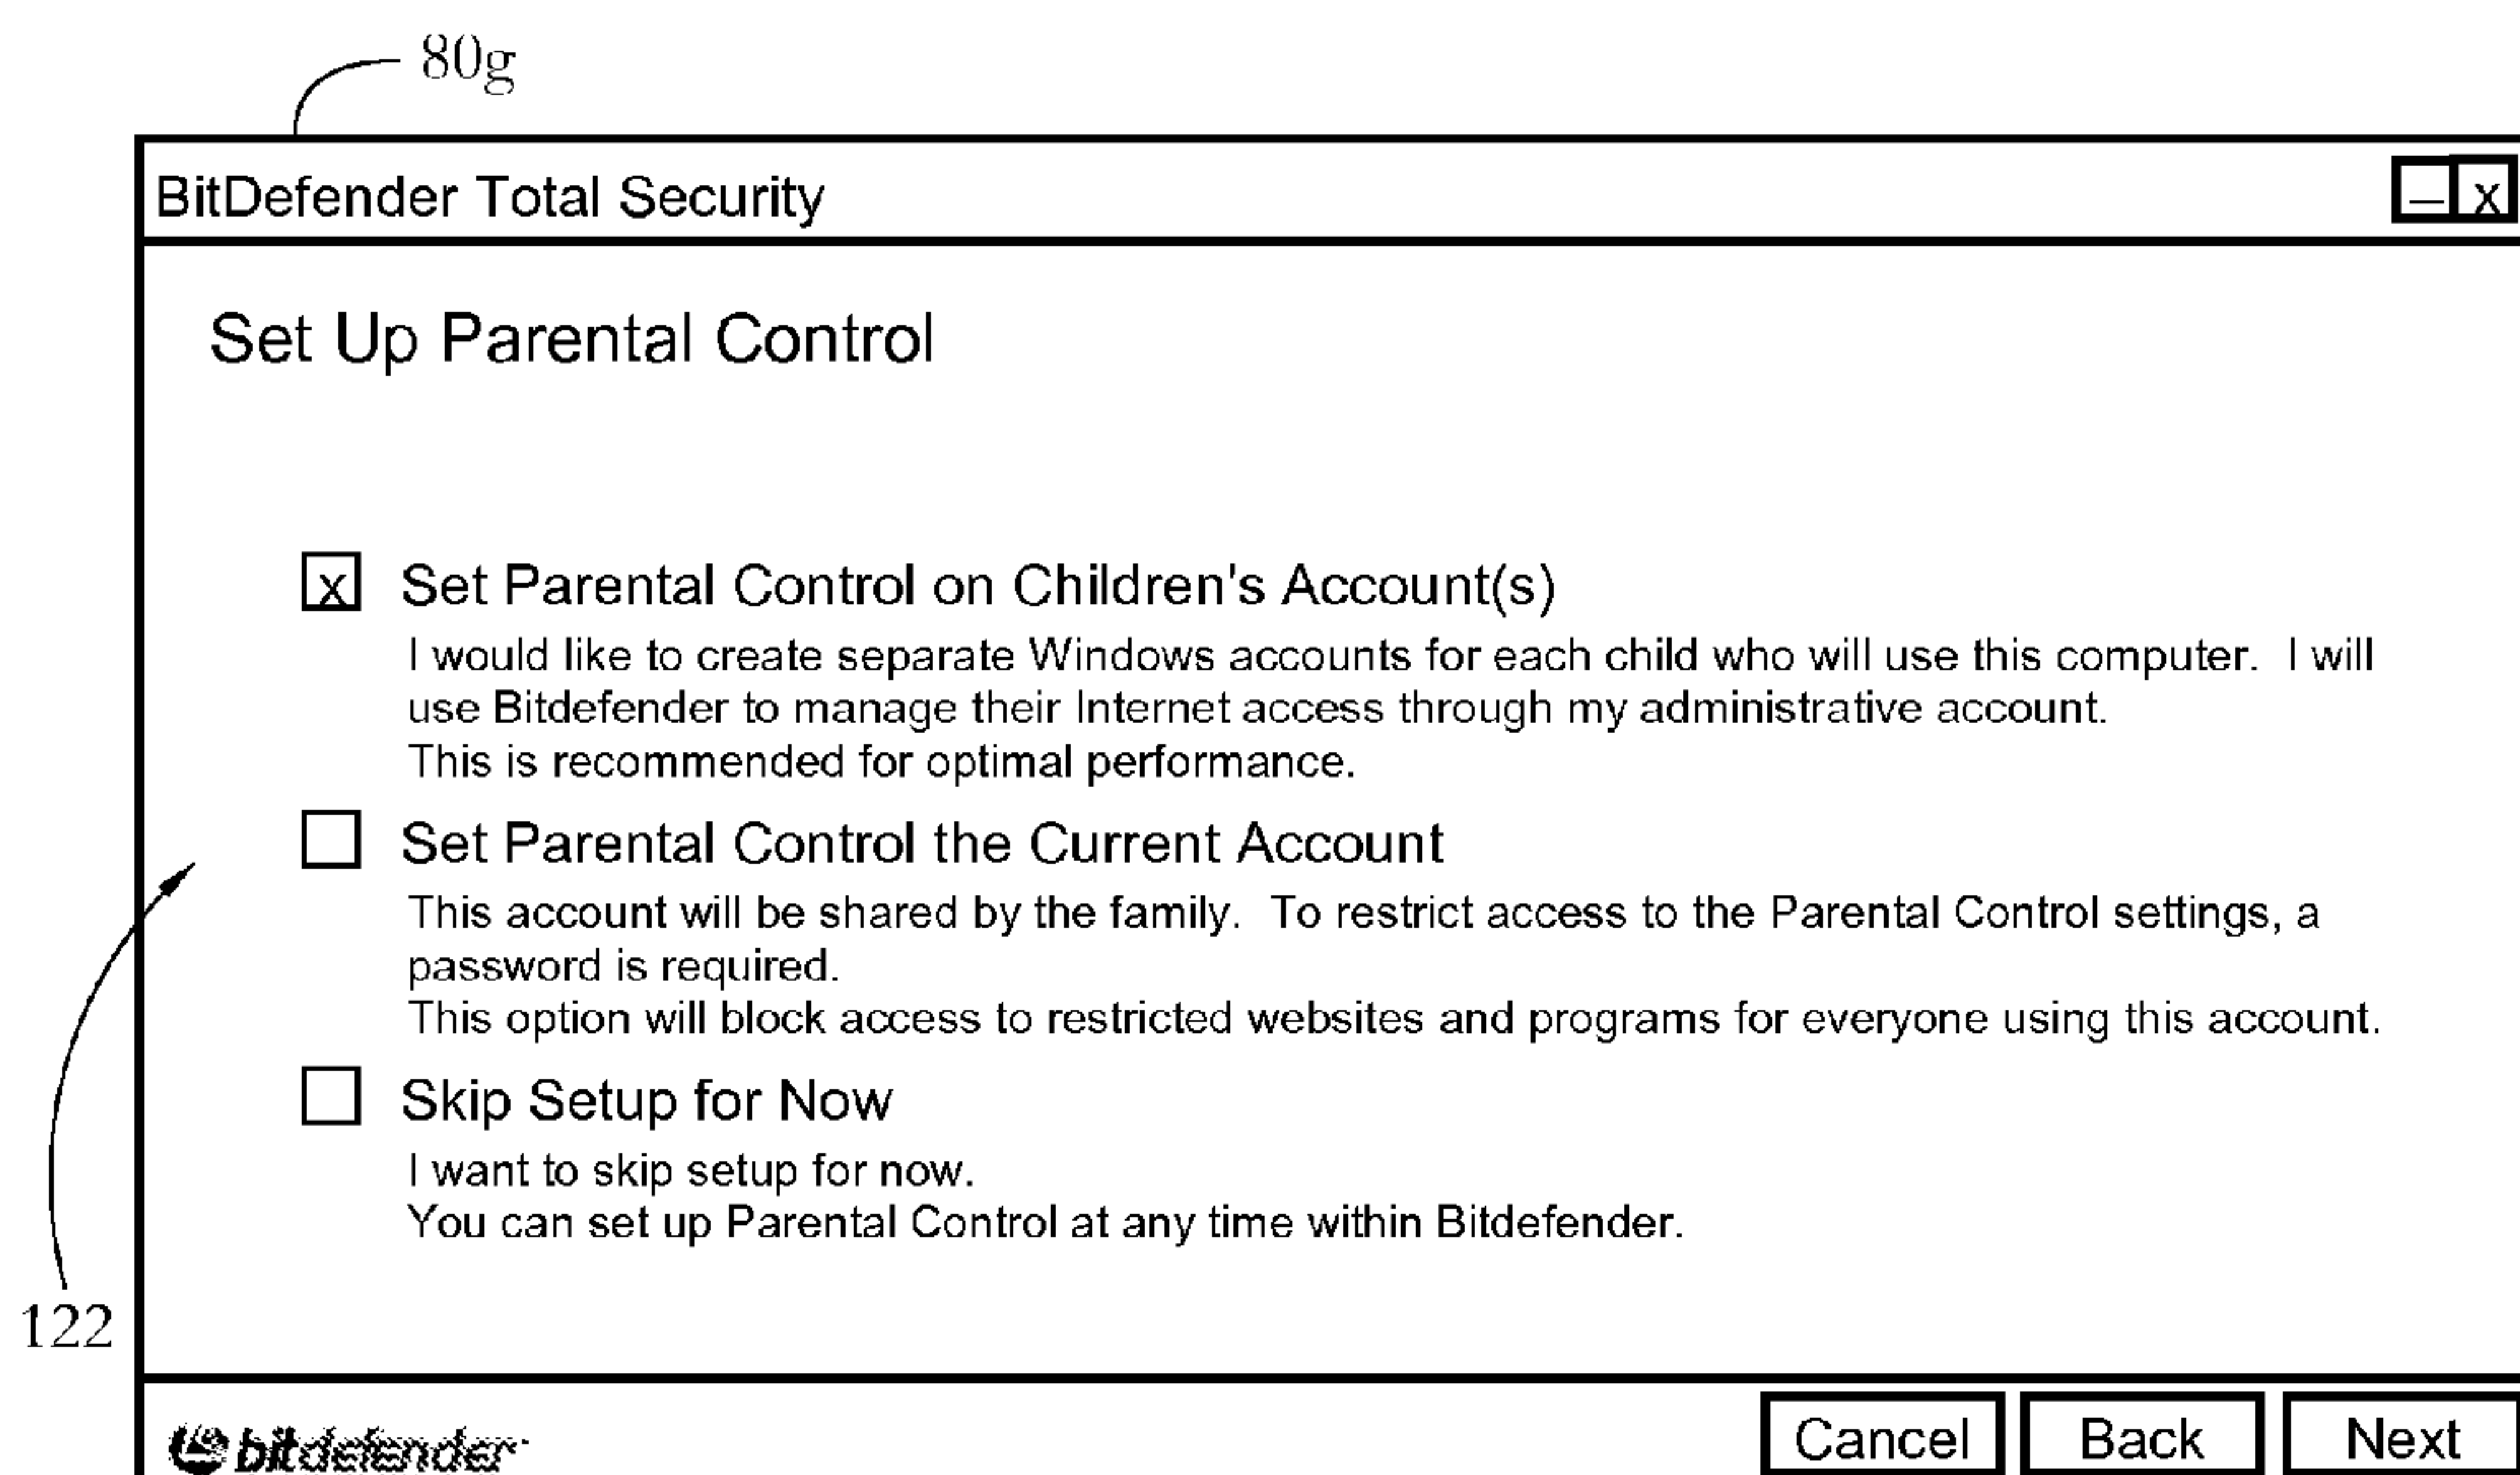 80g
BitDefender Total Security
_ x
Set Up Parental Control
x Set Parental Control on Children's Account(s)
I would like to create separate Windows accounts for each child who will use this computer. I will
use Bitdefender to manage their Internet access through my administrative account.
This is recommended for optimal performance.
Set Parental Control the Current Account
This account will be shared by the family. To restrict access to the Parental Control settings, a
password is required.
This option will block access to restricted websites and programs for everyone using this account.
Skip Setup for Now
I want to skip setup for now.
You can set up Parental Control at any time within Bitdefender.
122
bitdefender
Cancel Back Next